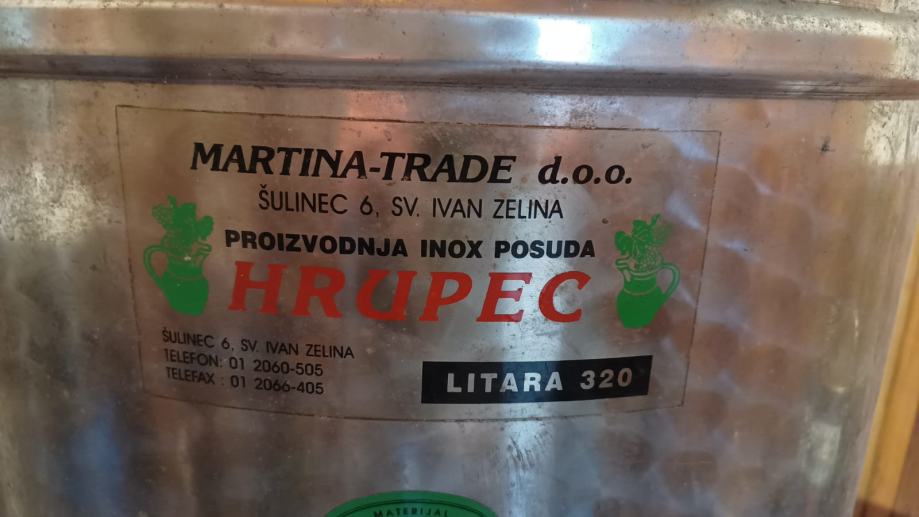 MARTINA-TRADE d.o.o.
ŠULINEC 6, SV. IVAN ZELINA
PROIZVODNJA INOX POSUDA
HRUPEC
ŠULINEC 6, SV. IVAN ZELINA
TELEFON: 01 2060-505
TELEFAX : 01 2066-405
LITARA 320
MATERIJAL